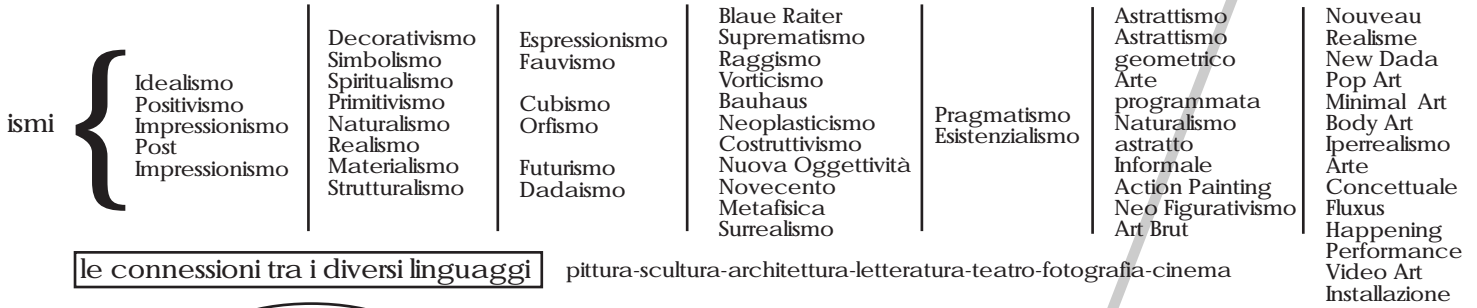 ismi
Idealismo
Positivismo
Impressionismo
Post
Impressionismo
Decorativismo
Simbolismo
Spiritualismo
Primitivismo
Naturalismo
Realismo
Materialismo
Strutturalismo
Espressionismo
Fauvismo
Cubismo
Orfismo
Futurismo
Dadaismo
Blaue Raiter
Suprematismo
Raggismo
Vorticismo
Bauhaus
Neoplasticismo
Costruttivismo
Nuova Oggettività
Novecento
Metafisica
Surrealismo
Pragmatismo
Esistenzialismo
Astrattismo
Astrattismo
geometrico
Arte
programmata
Naturalismo
astratto
Informale
Action Painting
Neo Figurativismo
Art Brut
Nouveau
Realisme
New Dada
Pop Art
Minimal Art
Body Art
Iperrealismo
Arte
Concettuale
Fluxus
Happening
Performance
Video Art
Installazione
le connessioni tra i diversi linguaggi
pittura-scultura-architettura-letteratura-teatro-fotografia-cinema